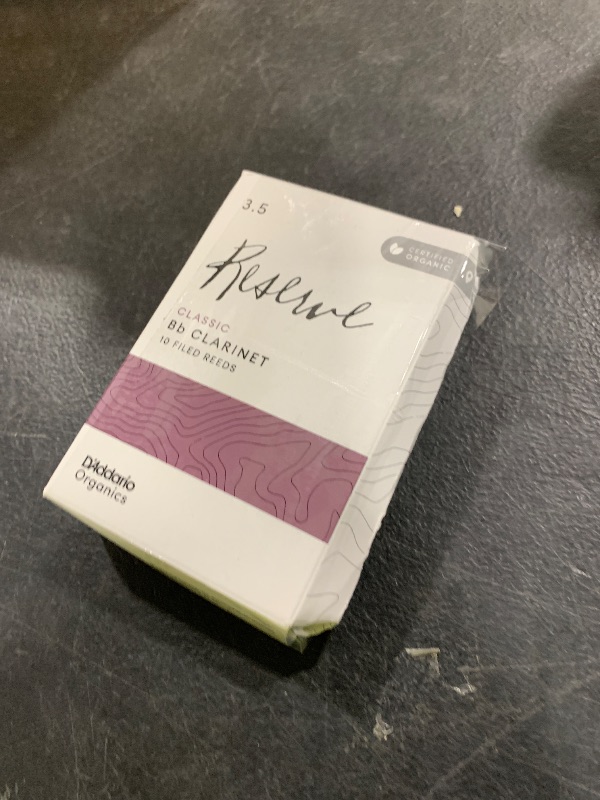 3.5
CERTIFIED
ORGANIC
Reserve
CLASSIC
Bb CLARINET
10 FILED REEDS
D'Addario
Organics